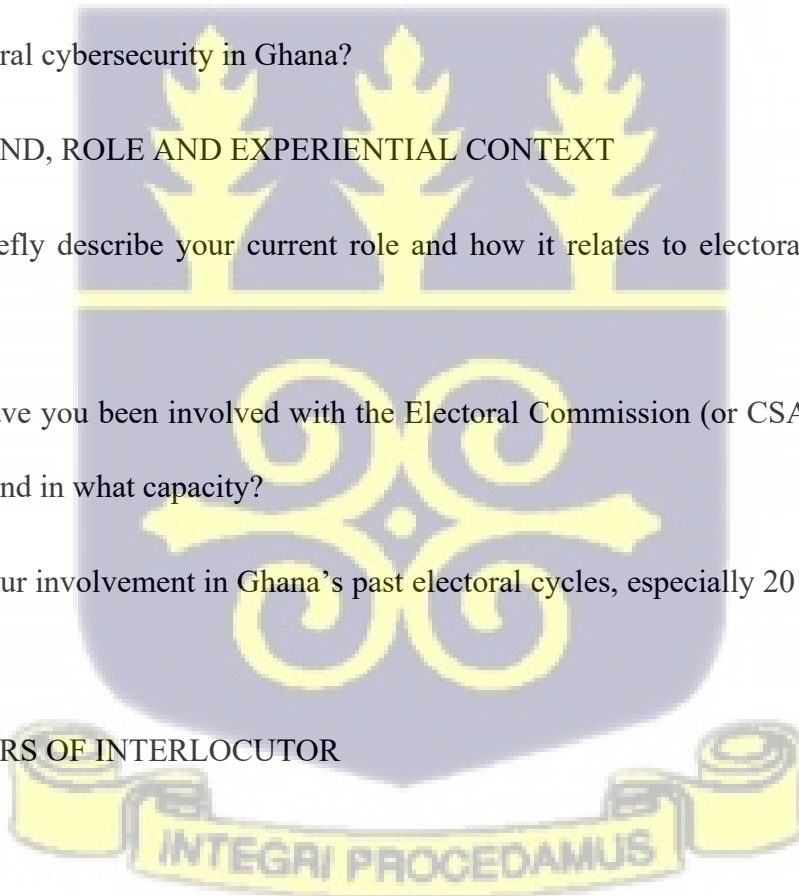 ral cybersecurity in Ghana?
ND, ROLE AND EXPERIENTIAL CONTEXT
efly describe your current role and how it relates to electora
ave you been involved with the Electoral Commission (or CSA
nd in what capacity?
ur involvement in Ghana’s past electoral cycles, especially 20
RS OF INTERLOCUTOR
INTEGRI PROCEDAMUS